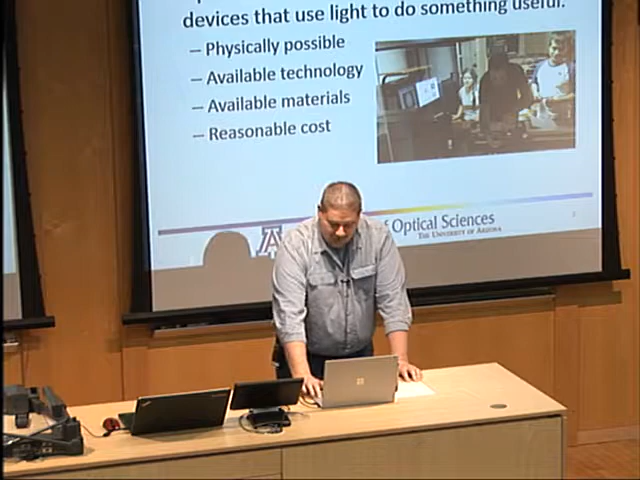 devices that use light to do something useful.
– Physically possible
– Available technology
– Available materials
– Reasonable cost
A of Optical Sciences
THE UNIVERSITY OF ARIZONA